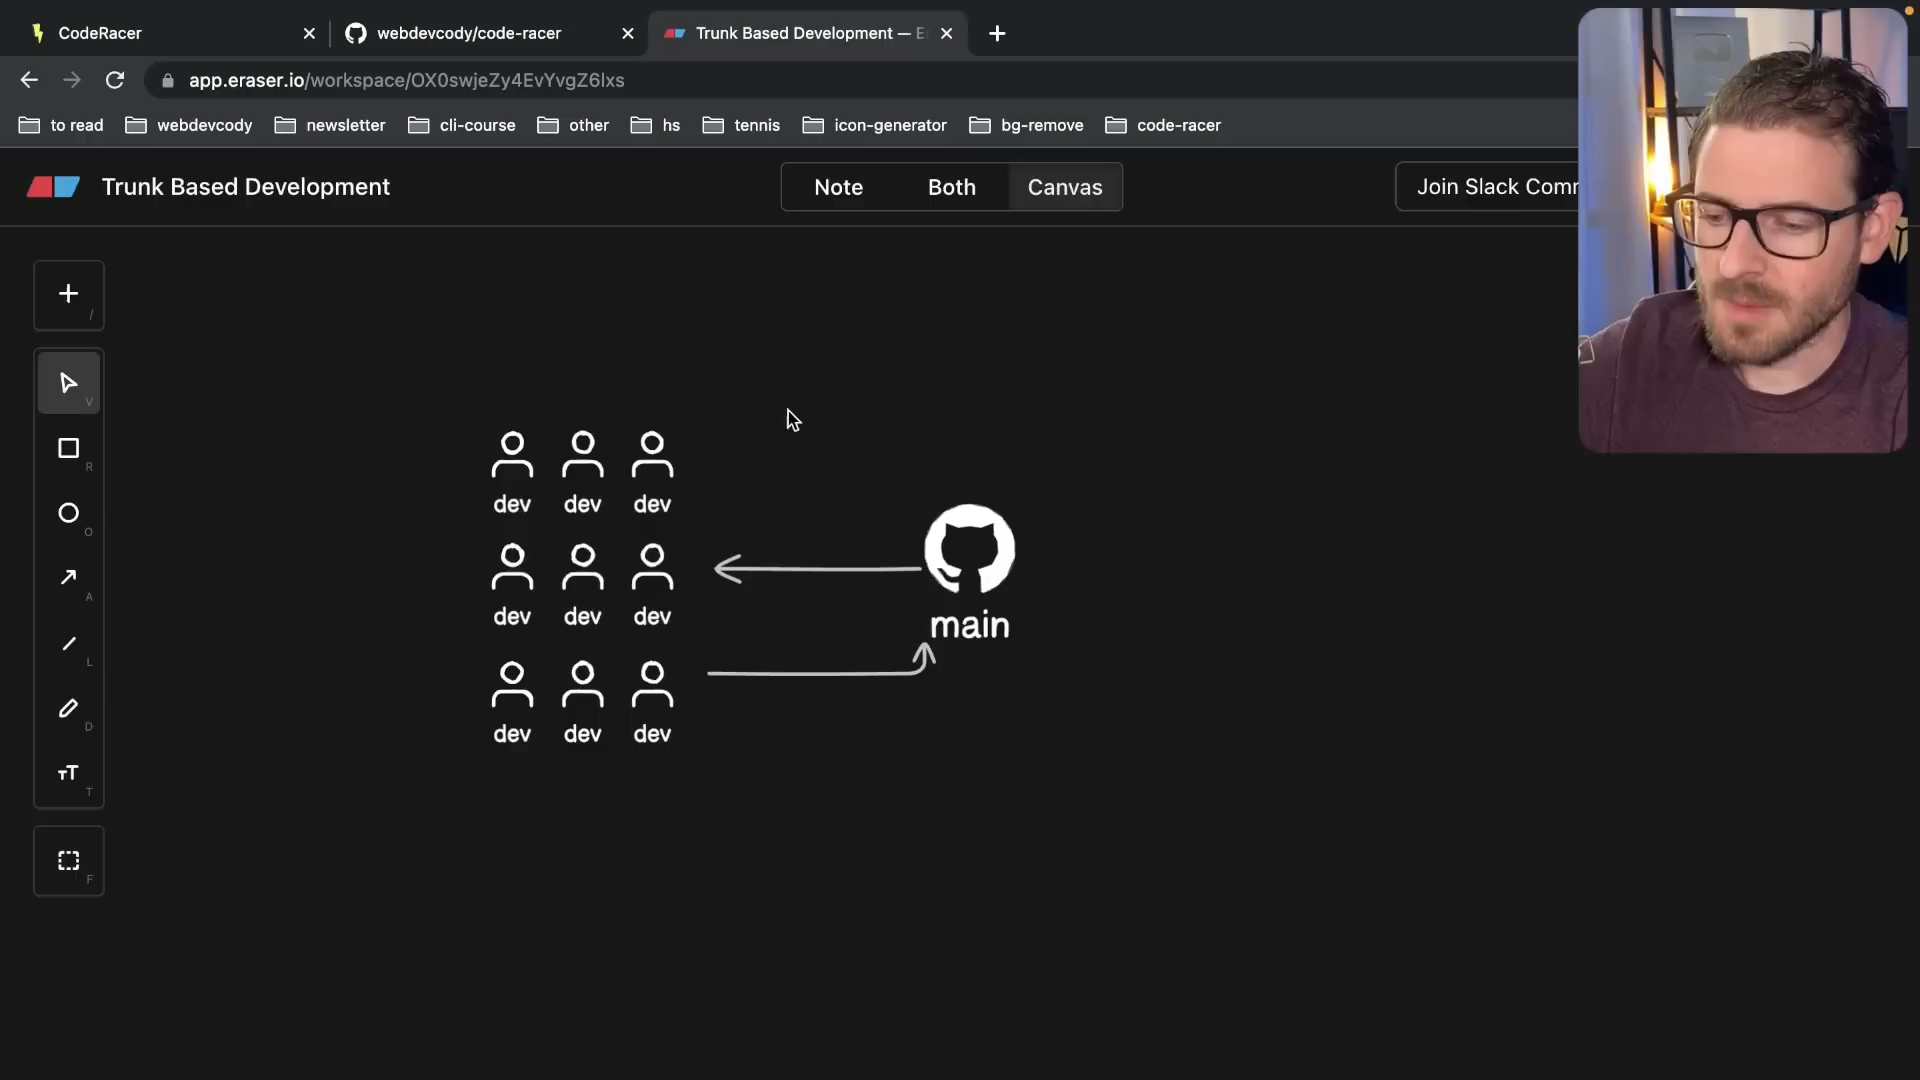 CodeRacer
webdevcody/code-racer
Trunk Based Development — E
app.eraser.io/workspace/OX0swjeZy4EvYvgZ6lxs
to read
webdevcody
newsletter
cli-course
other
hs
tennis
icon-generator
bg-remove
code-racer
Trunk Based Development
Note
Both
Canvas
Join Slack Comm
/
V
R
O
A
L
D
T
F
dev dev dev
dev dev dev
dev dev dev
main